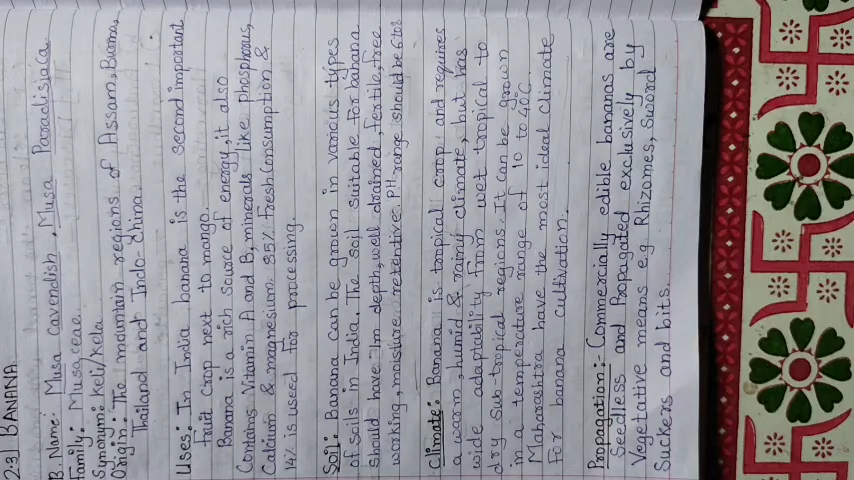 2.3] BANANA
B. Name: Musa cavendish, Musa Paradisiaca.
Family: Musaceae.
Synonum: keli/kela
Origin: The mountain regions of Assam, Burma,
Thailand and Indo-China.
Uses: In India banana is the second important
Fruit crop next to mango.
Banana is a rich source of energy, it also
Contains Vitamin A and B, minerals like phosphorus,
Calcium & magnesium. 85% fresh Consumption &
14% is useed for processing.
Soil: Banana can be grown in various types
of soils in India. The soil suitable for banana
should have 1m depth, well drained, fertile, free
working, moisture retentive. PH range should be 6 to 8
Climate: Banana is tropical crop and requires
a warm, humid & rainy climate, but has
wide adaptability from wet tropical to
dry sub-tropical regions. It can be grown
in a temperature range of 10 to 40°C.
Maharashtra have the most ideal climate
for banana cultivation.
Propagation:- Commercially edible bananas are
Seedless and Propagated exclusively by
Vegetative means e.g. Rhizomes, Sword
Suckers and bits.